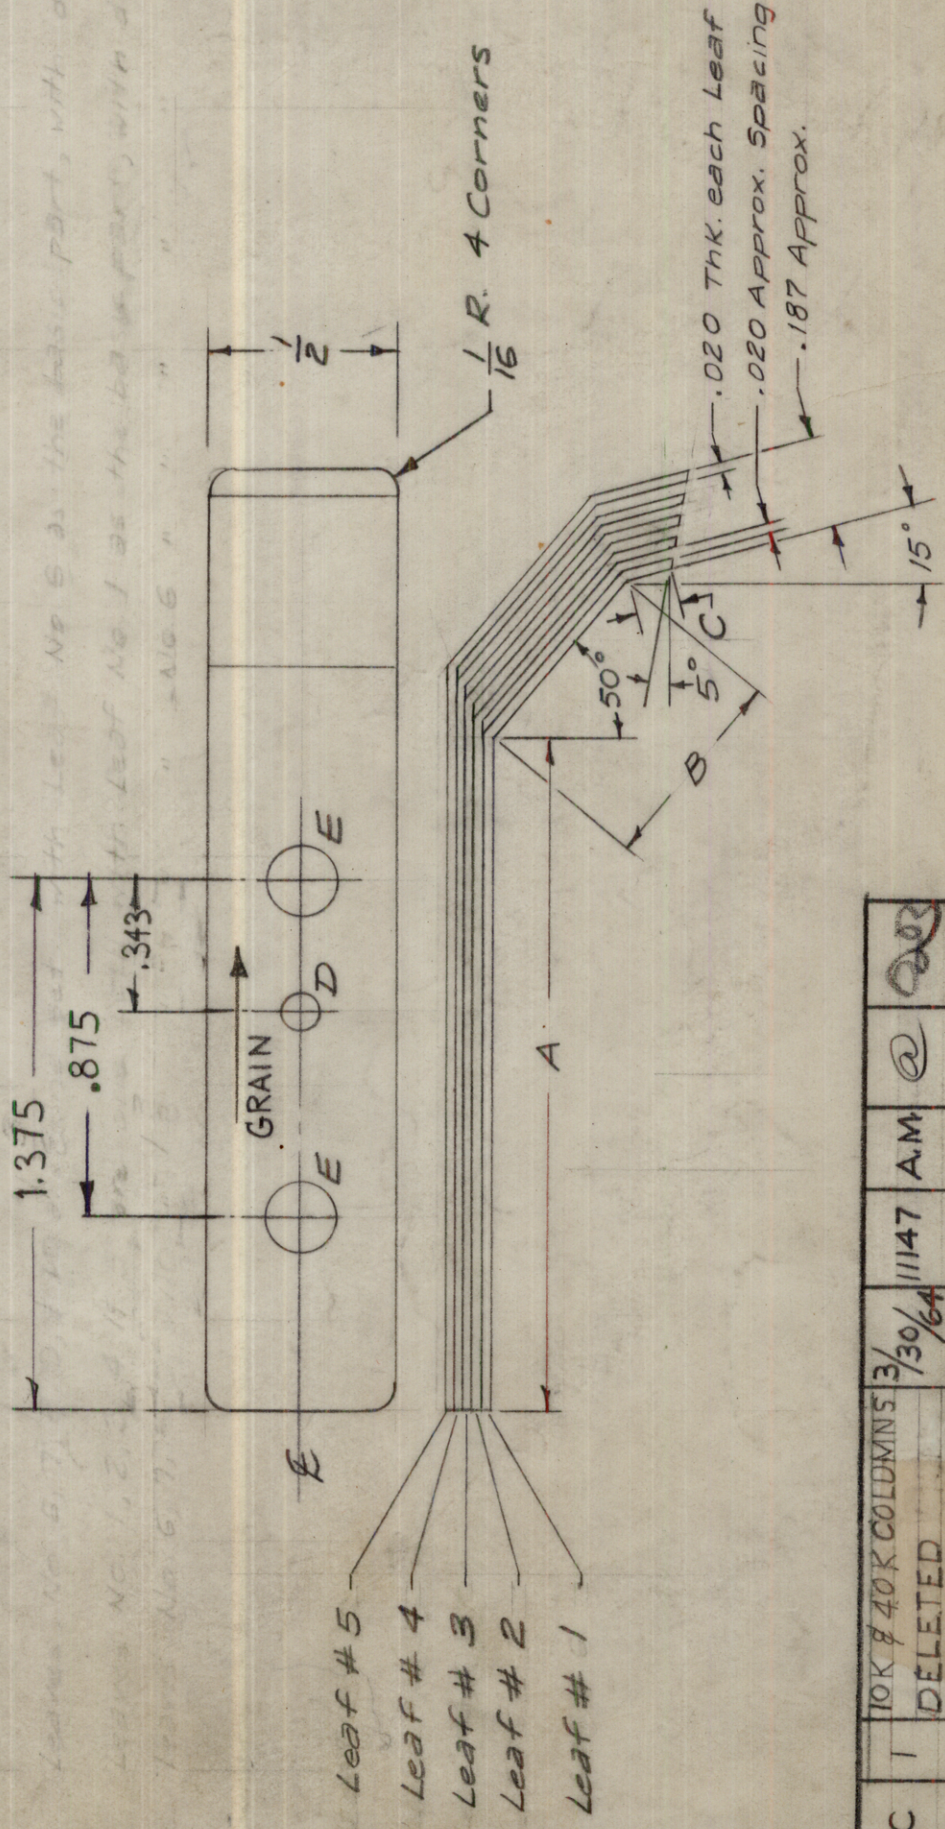 1.375
.875
.343
1/2
GRAIN
E
D
E
1/16 R. 4 Corners
Leaf # 5
Leaf # 4
Leaf # 3
Leaf # 2
Leaf # 1
A
B
C
50°
5°
15°
.020 Thk. each Leaf
.020 Approx. Spacing
.187 Approx.
C 1 10K & 40K COLUMNS DELETED 3/30/64 11147 A.M